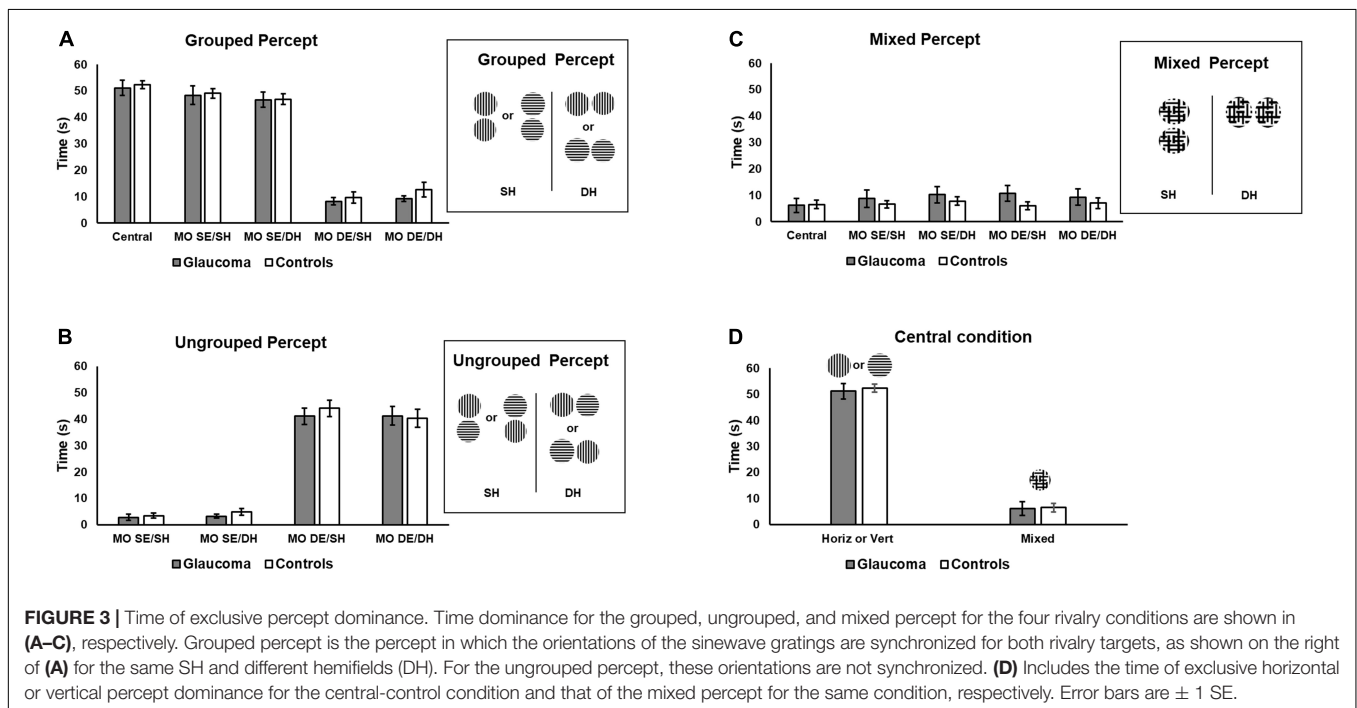 A
Grouped Percept
60
50
40
30
20
10
0
Time (s)
Central MO SE/SH MO SE/DH MO DE/SH MO DE/DH
Glaucoma Controls
Grouped Percept
or
or
SH DH
C
Mixed Percept
60
50
40
30
20
10
0
Time (s)
Central MO SE/SH MO SE/DH MO DE/SH MO DE/DH
Glaucoma Controls
Mixed Percept
SH DH
B
Ungrouped Percept
60
50
40
30
20
10
0
Time (s)
MO SE/SH MO SE/DH MO DE/SH MO DE/DH
Glaucoma Controls
Ungrouped Percept
or
or
SH DH
D
Central condition
or
60
50
40
30
20
10
0
Time (s)
Horiz or Vert Mixed
Glaucoma Controls
FIGURE 3 | Time of exclusive percept dominance. Time dominance for the grouped, ungrouped, and mixed percept for the four rivalry conditions are shown in
(A–C), respectively. Grouped percept is the percept in which the orientations of the sinewave gratings are synchronized for both rivalry targets, as shown on the right
of (A) for the same SH and different hemifields (DH). For the ungrouped percept, these orientations are not synchronized. (D) Includes the time of exclusive horizontal
or vertical percept dominance for the central-control condition and that of the mixed percept for the same condition, respectively. Error bars are ± 1 SE.